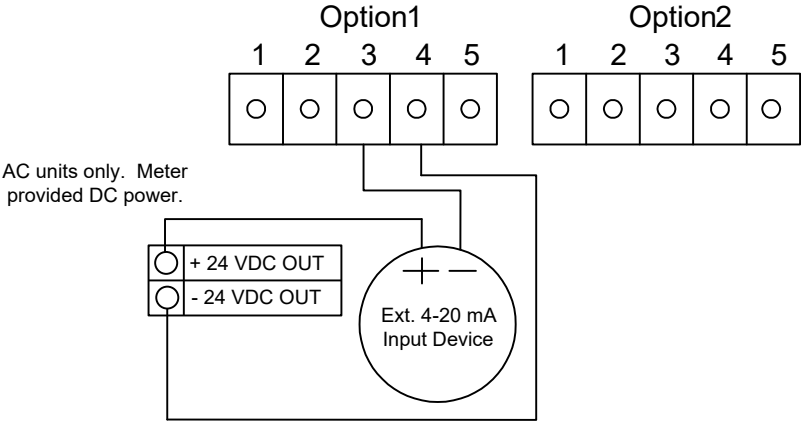 Option1 Option2
1 2 3 4 5 1 2 3 4 5
AC units only. Meter
provided DC power.
+ 24 VDC OUT
- 24 VDC OUT
+ −
Ext. 4-20 mA
Input Device